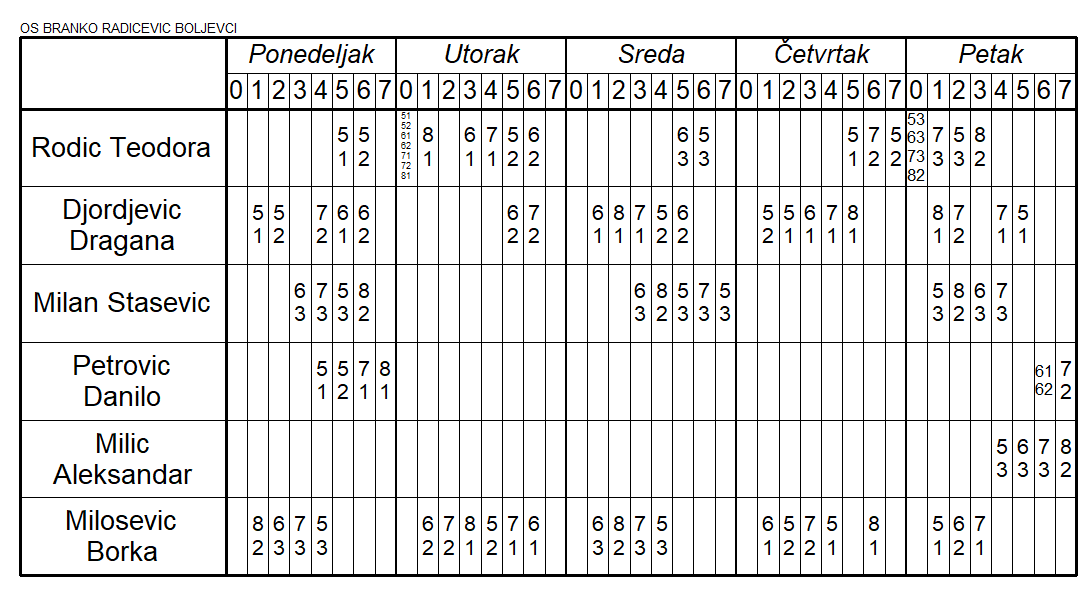 OS BRANKO RADICEVIC BOLJEVCI
Ponedeljak Utorak Sreda Četvrtak Petak
0 1 2 3 4 5 6 7 0 1 2 3 4 5 6 7 0 1 2 3 4 5 6 7 0 1 2 3 4 5 6 7 0 1 2 3 4 5 6 7
Rodic Teodora 51 52 51 52 61 62 71 72 81 81 61 71 52 62 63 53 51 72 52 53 63 73 82 73 53 82
Djordjevic Dragana 51 52 72 61 62 62 72 61 81 71 52 62 52 51 61 71 81 81 72 71 51
Milan Stasevic 63 73 53 82 63 82 53 73 53 53 82 63 73
Petrovic Danilo 51 52 71 81 61 62 72
Milic Aleksandar 53 63 73 82
Milosevic Borka 82 63 73 53 62 72 81 52 71 61 63 82 73 53 61 52 72 51 81 51 62 71